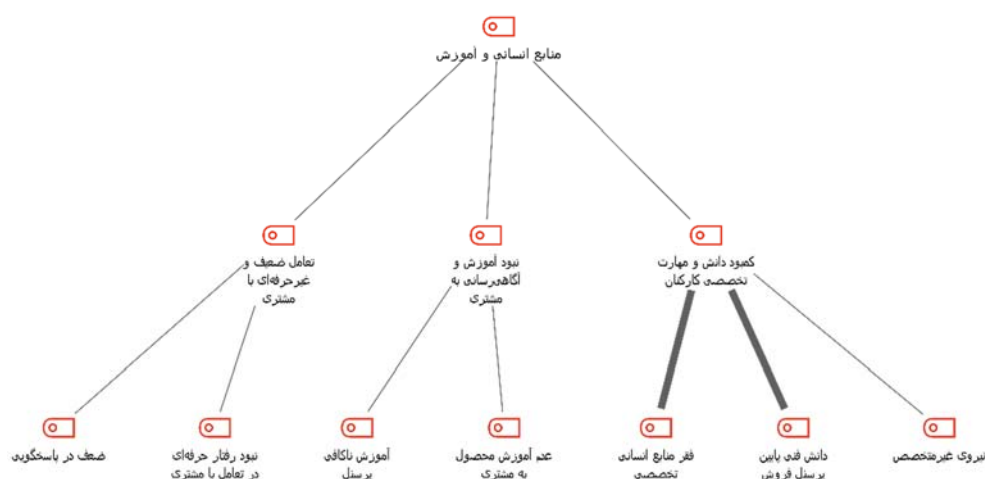 منابع انسانی و آموزش
کمبود دانش و مهارت
تخصصی کارکنان
نبود آموزش و
آگاهی‌رسانی به
مشتری
تعامل ضعیف و
غیرحرفه‌ای با
مشتری
نیروی غیرمتخصص
دانش فنی پایین
پرسنل فروش
فقر منابع انسانی
تخصصی
عدم آموزش محصول
به مشتری
آموزش ناکافی
پرسنل
نبود رفتار حرفه‌ای
در تعامل با مشتری
ضعف در پاسخگویی